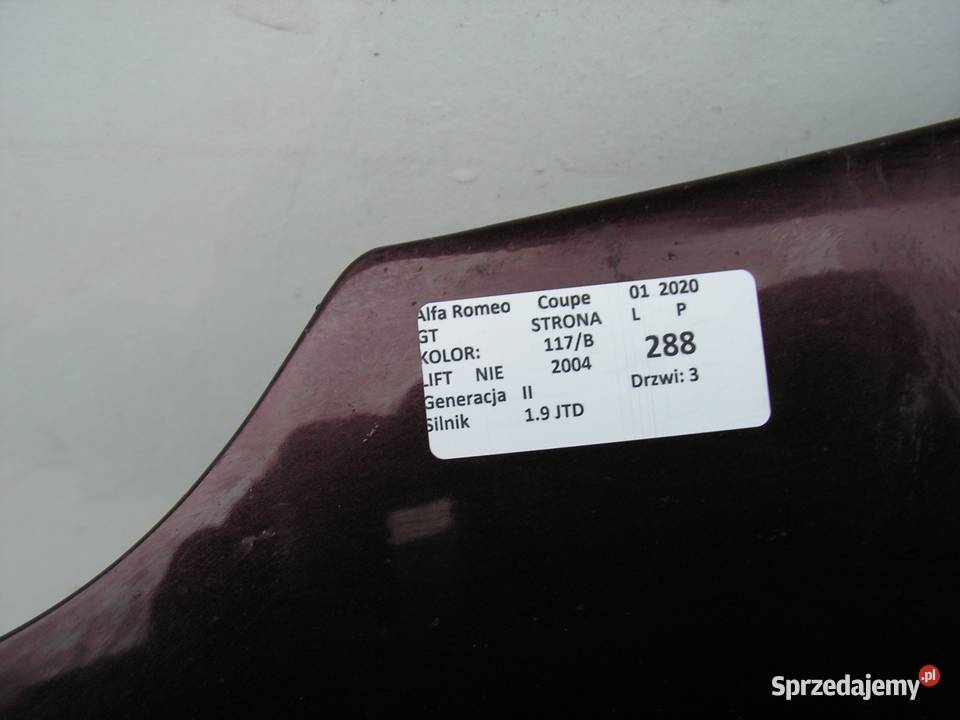 Alfa Romeo Coupe 01 2020
GT STRONA L P
KOLOR: 117/B 288
LIFT NIE 2004
Generacja II Drzwi: 3
Silnik 1.9 JTD
Sprzedajemy.pl